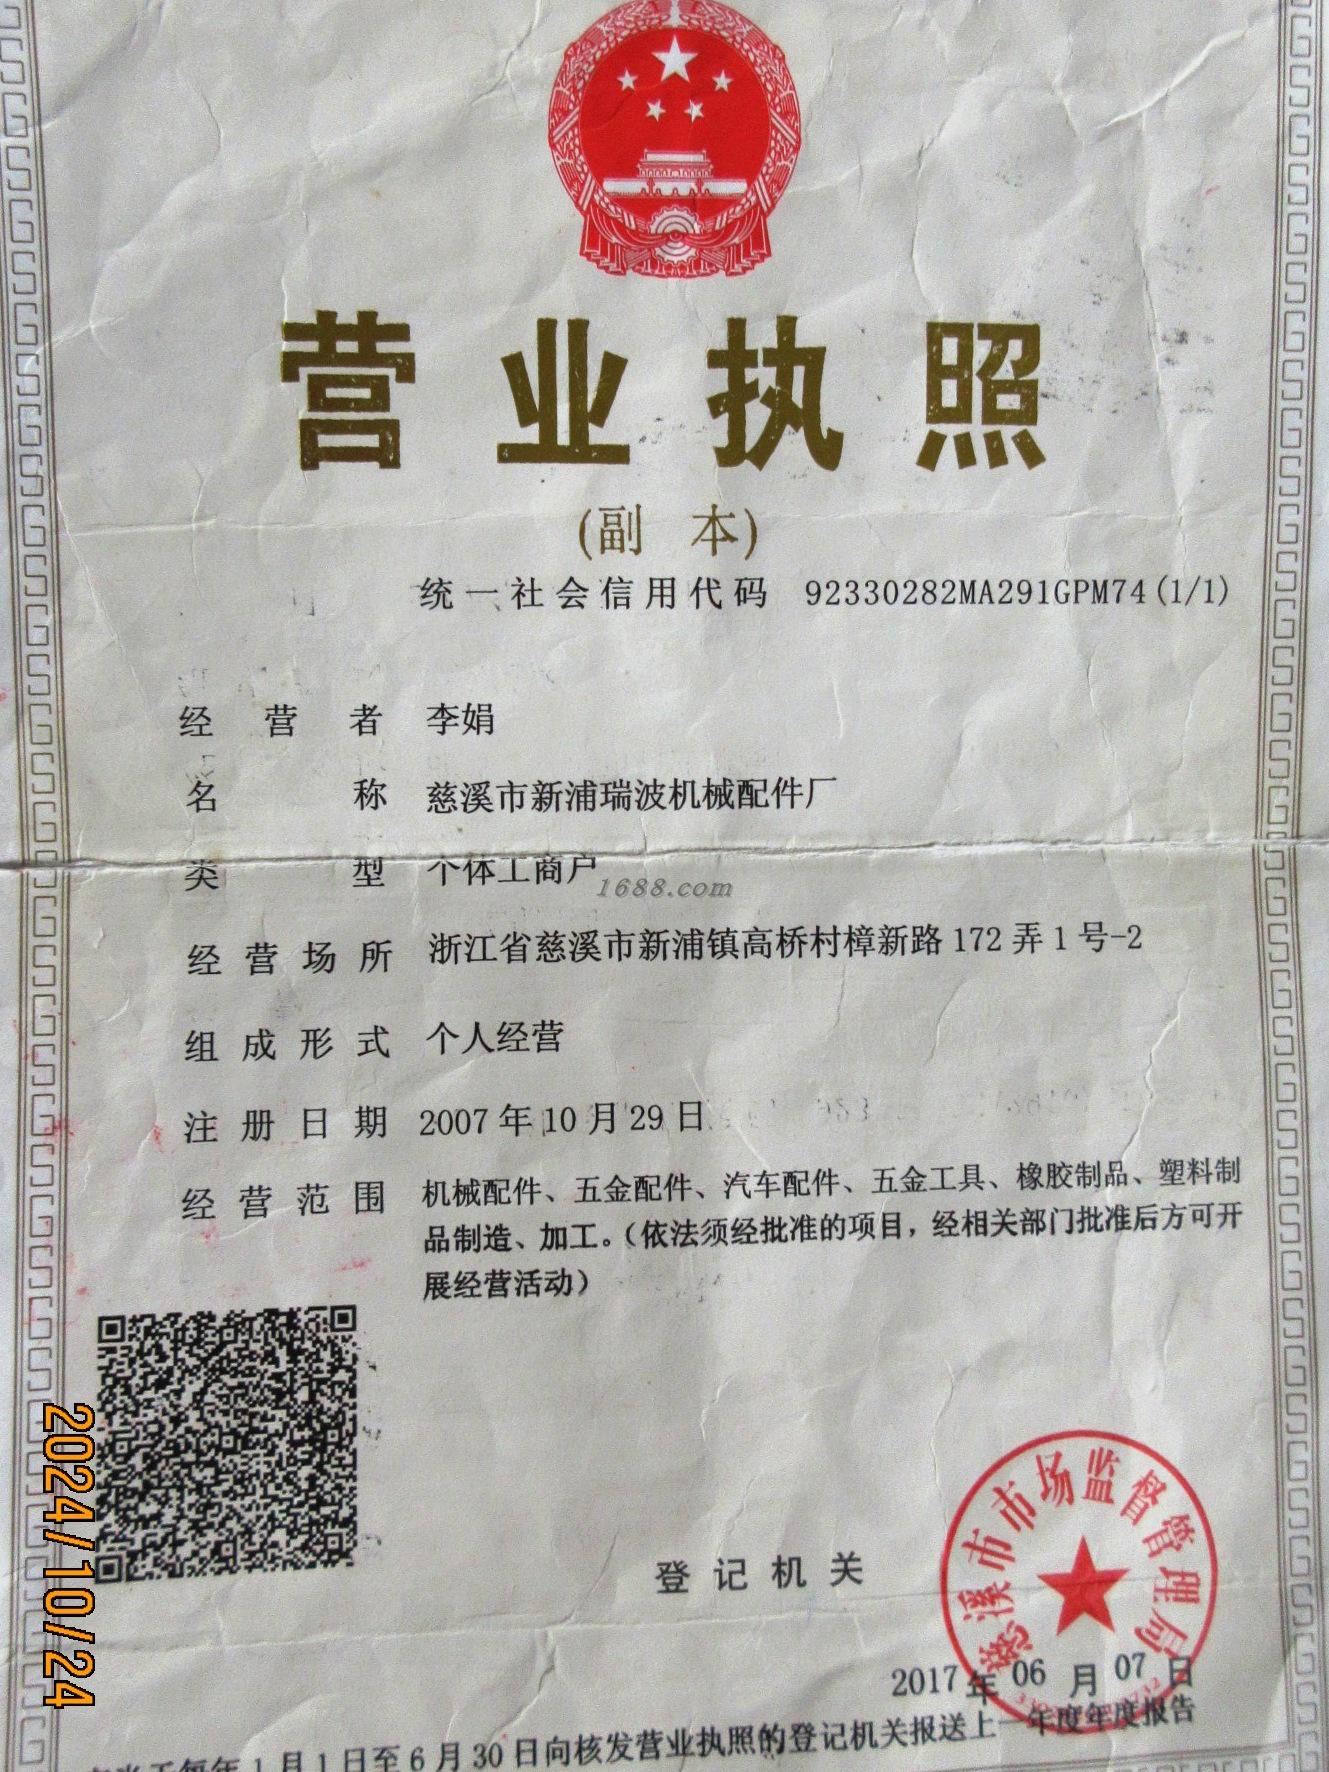 营业执照
(副 本)
统一社会信用代码 92330282MA291GPM74(1/1)
经营者 李娟
名称 慈溪市新浦瑞波机械配件厂
类型 个体工商户
1688.com
经营场所 浙江省慈溪市新浦镇高桥村樟新路172弄1号-2
组成形式 个人经营
注册日期 2007年10月29日
经营范围 机械配件、五金配件、汽车配件、五金工具、橡胶制品、塑料制
品制造、加工。(依法须经批准的项目,经相关部门批准后方可开
展经营活动)
2024/10/24
登记机关
慈溪市市场监督管理局
2017年06月07日
每年1月1日至6月30日向核发营业执照的登记机关报送上一年度年度报告